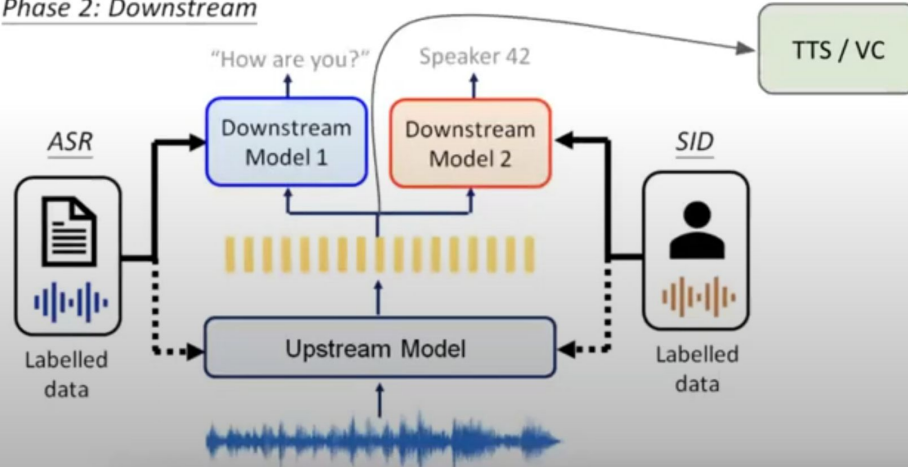 Phase 2: Downstream
TTS / VC
"How are you?"
Speaker 42
ASR
Downstream
Model 1
Downstream
Model 2
SID
Labelled
data
Upstream Model
Labelled
data